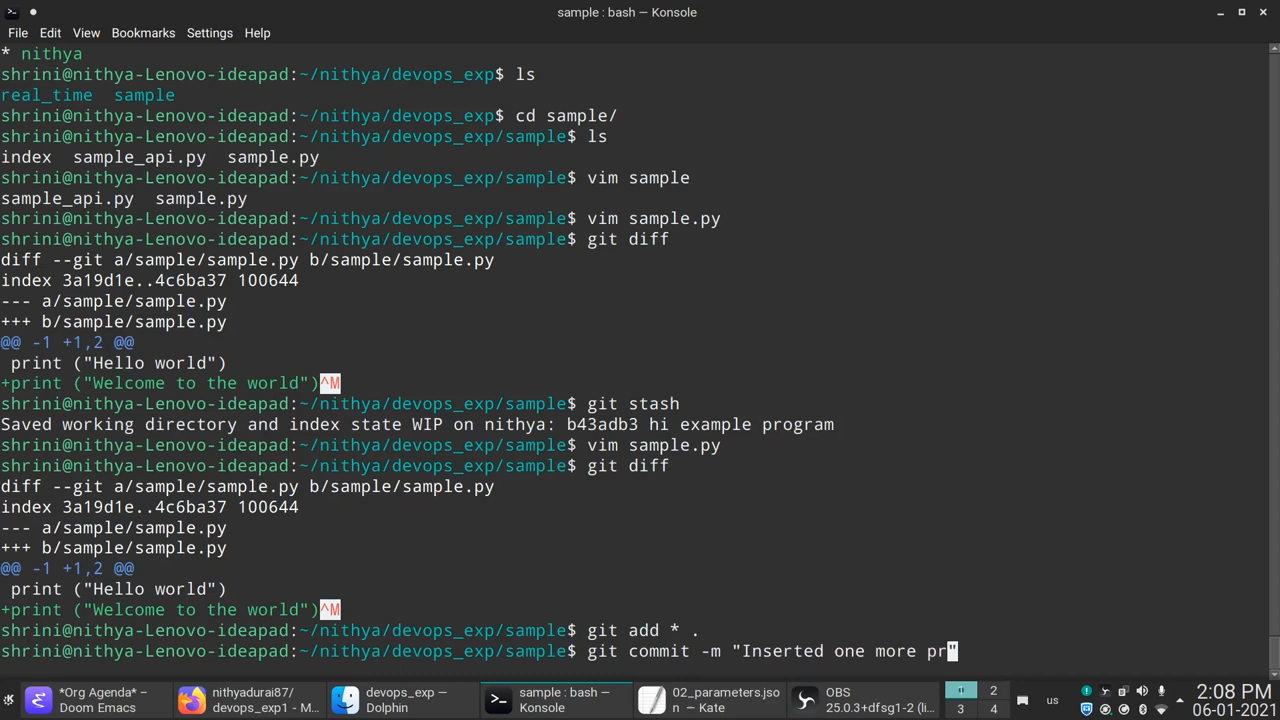 sample : bash — Konsole
File Edit View Bookmarks Settings Help
* nithya
shrini@nithya-Lenovo-ideapad:~/nithya/devops_exp$ ls
real_time  sample
shrini@nithya-Lenovo-ideapad:~/nithya/devops_exp$ cd sample/
shrini@nithya-Lenovo-ideapad:~/nithya/devops_exp/sample$ ls
index  sample_api.py  sample.py
shrini@nithya-Lenovo-ideapad:~/nithya/devops_exp/sample$ vim sample
sample_api.py  sample.py
shrini@nithya-Lenovo-ideapad:~/nithya/devops_exp/sample$ vim sample.py
shrini@nithya-Lenovo-ideapad:~/nithya/devops_exp/sample$ git diff
diff --git a/sample/sample.py b/sample/sample.py
index 3a19d1e..4c6ba37 100644
--- a/sample/sample.py
+++ b/sample/sample.py
@@ -1 +1,2 @@
 print ("Hello world")
+print ("Welcome to the world")^M
shrini@nithya-Lenovo-ideapad:~/nithya/devops_exp/sample$ git stash
Saved working directory and index state WIP on nithya: b43adb3 hi example program
shrini@nithya-Lenovo-ideapad:~/nithya/devops_exp/sample$ vim sample.py
shrini@nithya-Lenovo-ideapad:~/nithya/devops_exp/sample$ git diff
diff --git a/sample/sample.py b/sample/sample.py
index 3a19d1e..4c6ba37 100644
--- a/sample/sample.py
+++ b/sample/sample.py
@@ -1 +1,2 @@
 print ("Hello world")
+print ("Welcome to the world")^M
shrini@nithya-Lenovo-ideapad:~/nithya/devops_exp/sample$ git add * .
shrini@nithya-Lenovo-ideapad:~/nithya/devops_exp/sample$ git commit -m "Inserted one more pr"
*Org Agenda* —
Doom Emacs
nithyadurai87/
devops_exp1 - M...
devops_exp —
Dolphin
sample : bash —
Konsole
02_parameters.jso
n — Kate
OBS
25.0.3+dfsg1-2 (li...
1 2
3 4
us
2:08 PM
06-01-2021